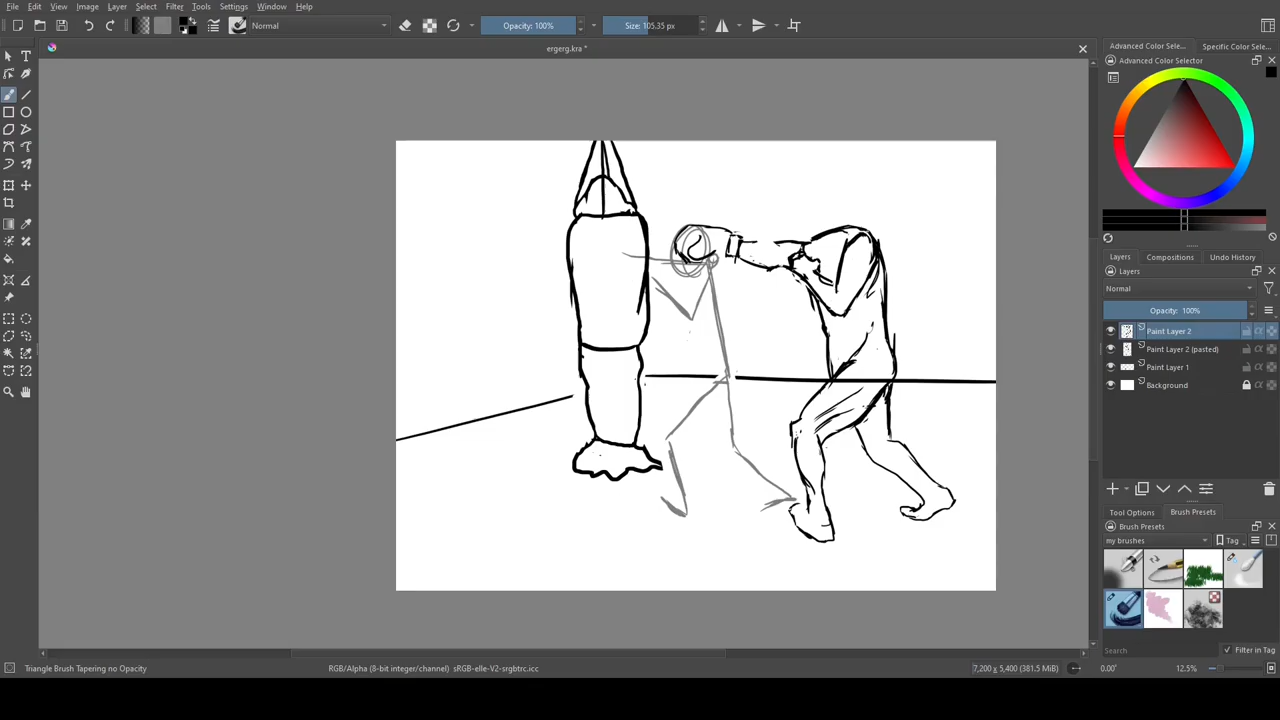 File Edit View Image Layer Select Filter Tools Settings Window Help
Normal
Opacity: 100%
Size: 105.35 px
ergerg.kra *
Advanced Color Sele...
Specific Color Sele...
Advanced Color Selector
Layers
Compositions
Undo History
Layers
Normal
Opacity: 100%
Paint Layer 2
Paint Layer 2 (pasted)
Paint Layer 1
Background
Tool Options
Brush Presets
Brush Presets
my brushes
Tag
Search
Filter in Tag
Triangle Brush Tapering no Opacity
RGB/Alpha (8-bit integer/channel) sRGB-elle-V2-srgbtrc.icc
7,200 x 5,400 (381.5 MiB)
0.00°
12.5%